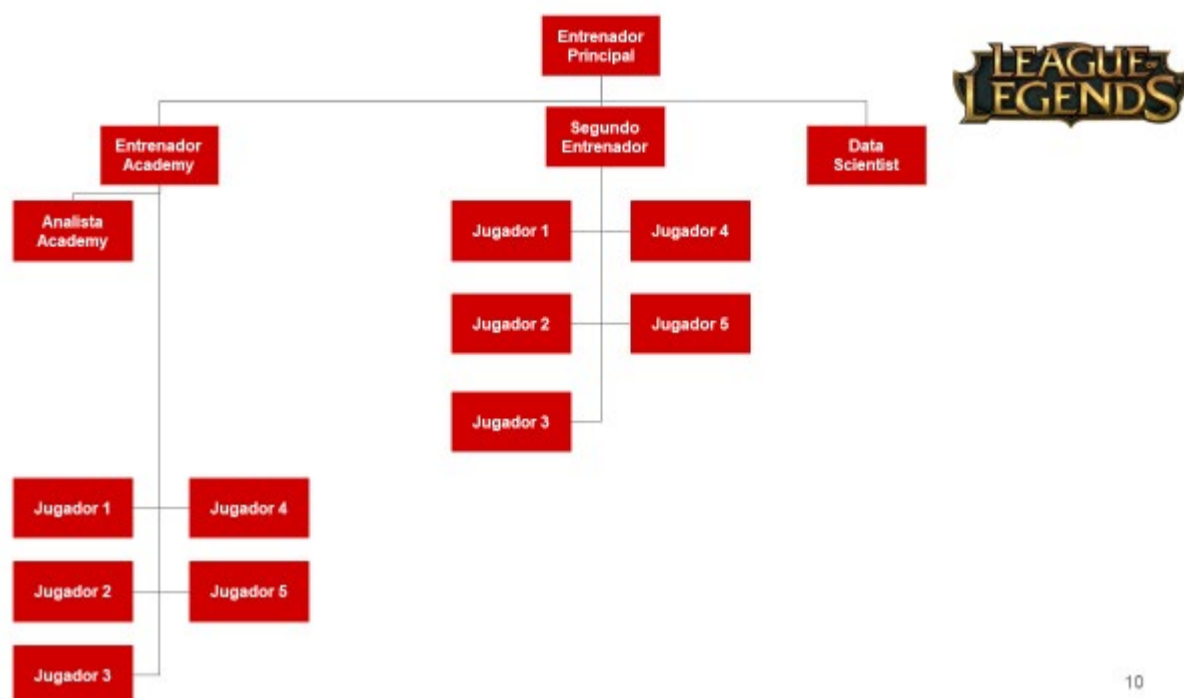 Entrenador
Principal
LEAGUE OF
LEGENDS
Entrenador
Academy
Segundo
Entrenador
Data
Scientist
Analista
Academy
Jugador 1
Jugador 4
Jugador 2
Jugador 5
Jugador 3
Jugador 1
Jugador 4
Jugador 2
Jugador 5
Jugador 3
10